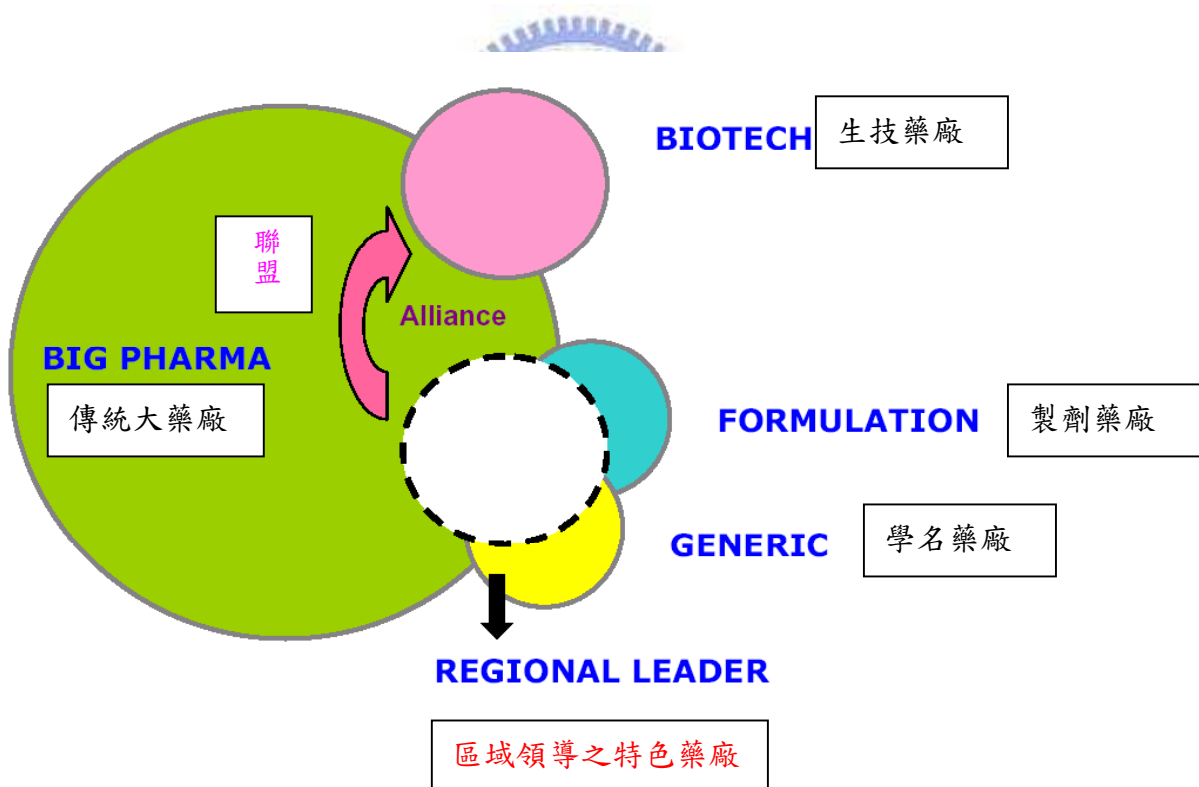 BIOTECH
生技藥廠
聯
盟
Alliance
BIG PHARMA
傳統大藥廠
FORMULATION
製劑藥廠
GENERIC
學名藥廠
REGIONAL LEADER
區域領導之特色藥廠